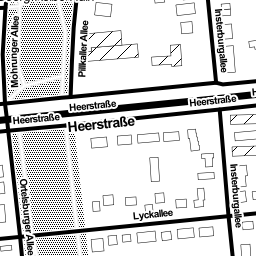 Mohrunger Allee
Pillkaller Allee
Insterburgallee
Heerstraße
Heerstraße
Heerstraße
Heerstraße
Ortelsburger Allee
Insterburgallee
Lyckallee